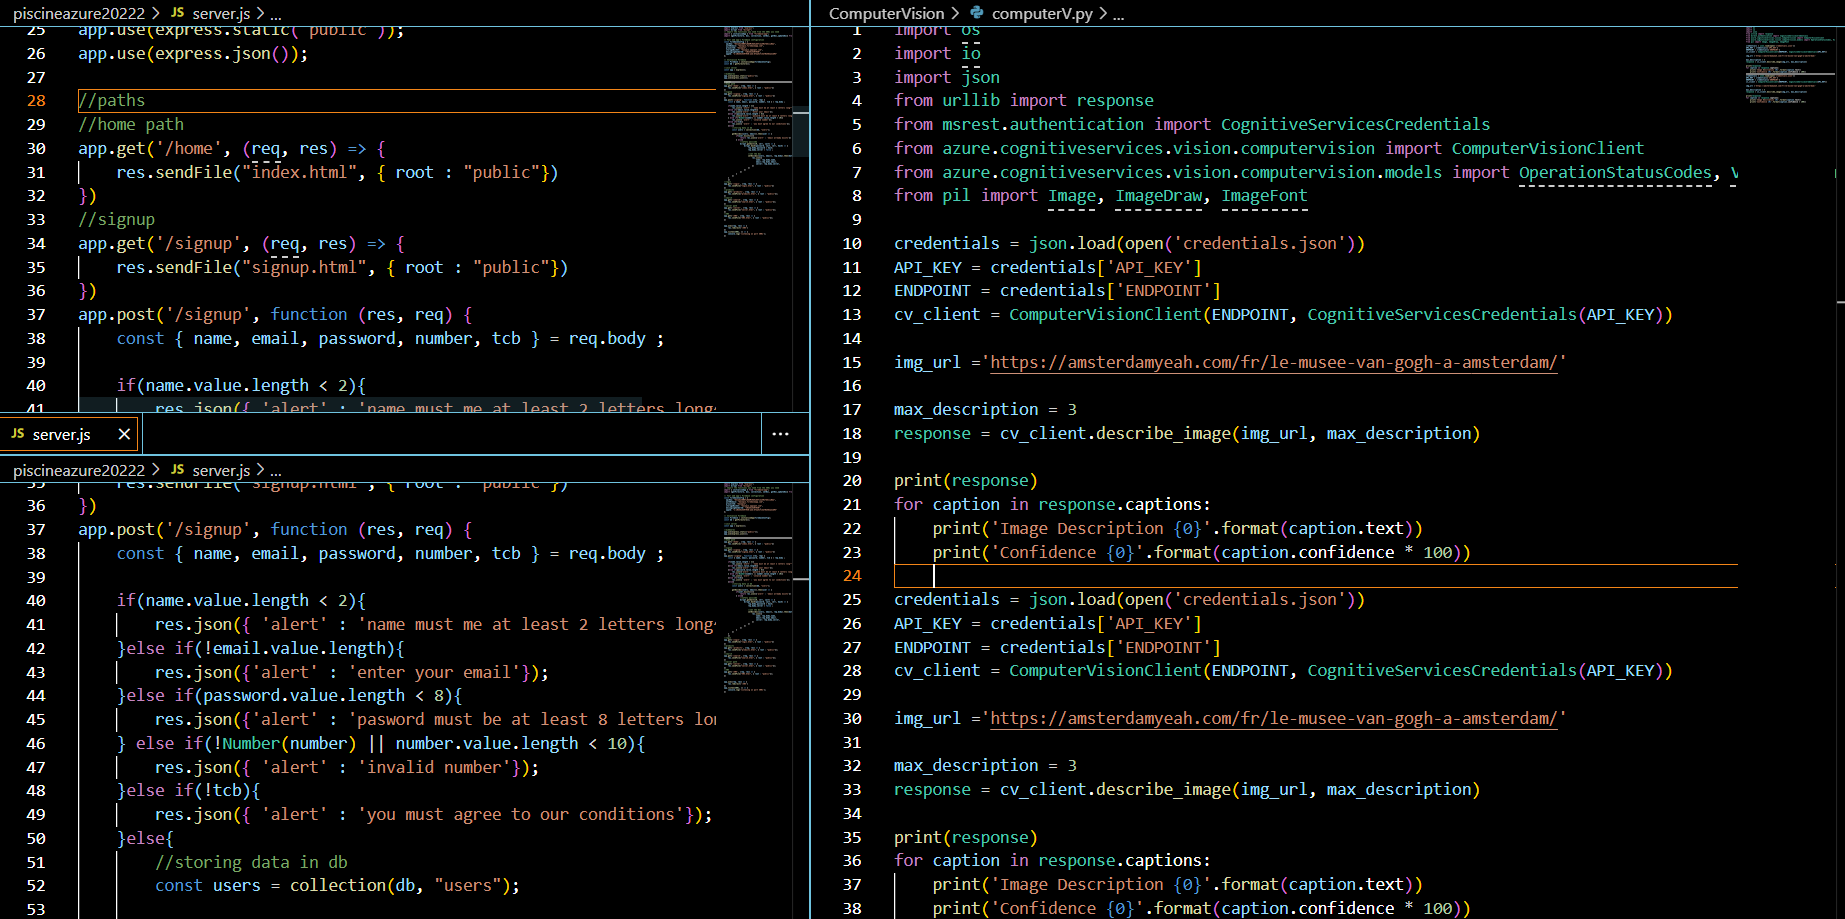 piscineazure20222 > JS server.js > ...
25 app.use(express.static('public'));
26 app.use(express.json());
27
28 //paths
29 //home path
30 app.get('/home', (req, res) => {
31 res.sendFile("index.html", { root : "public"})
32 })
33 //signup
34 app.get('/signup', (req, res) => {
35 res.sendFile("signup.html", { root : "public"})
36 })
37 app.post('/signup', function (res, req) {
38 const { name, email, password, number, tcb } = req.body ;
39
40 if(name.value.length < 2){
41 res.json({ 'alert' : 'name must me at least 2 letters long
JS server.js ×
...
piscineazure20222 > JS server.js > ...
35 res.sendFile("signup.html", { root : "public"})
36 })
37 app.post('/signup', function (res, req) {
38 const { name, email, password, number, tcb } = req.body ;
39
40 if(name.value.length < 2){
41 res.json({ 'alert' : 'name must me at least 2 letters long
42 }else if(!email.value.length){
43 res.json({'alert' : 'enter your email'});
44 }else if(password.value.length < 8){
45 res.json({'alert' : 'pasword must be at least 8 letters lo
46 } else if(!Number(number) || number.value.length < 10){
47 res.json({ 'alert' : 'invalid number'});
48 }else if(!tcb){
49 res.json({ 'alert' : 'you must agree to our conditions'});
50 }else{
51 //storing data in db
52 const users = collection(db, "users");
53
ComputerVision > computerV.py > ...
1 import os
2 import io
3 import json
4 from urllib import response
5 from msrest.authentication import CognitiveServicesCredentials
6 from azure.cognitiveservices.vision.computervision import ComputerVisionClient
7 from azure.cognitiveservices.vision.computervision.models import OperationStatusCodes,
8 from pil import Image, ImageDraw, ImageFont
9
10 credentials = json.load(open('credentials.json'))
11 API_KEY = credentials['API_KEY']
12 ENDPOINT = credentials['ENDPOINT']
13 cv_client = ComputerVisionClient(ENDPOINT, CognitiveServicesCredentials(API_KEY))
14
15 img_url ='https://amsterdamyeah.com/fr/le-musee-van-gogh-a-amsterdam/'
16
17 max_description = 3
18 response = cv_client.describe_image(img_url, max_description)
19
20 print(response)
21 for caption in response.captions:
22 print('Image Description {0}'.format(caption.text))
23 print('Confidence {0}'.format(caption.confidence * 100))
24
25 credentials = json.load(open('credentials.json'))
26 API_KEY = credentials['API_KEY']
27 ENDPOINT = credentials['ENDPOINT']
28 cv_client = ComputerVisionClient(ENDPOINT, CognitiveServicesCredentials(API_KEY))
29
30 img_url ='https://amsterdamyeah.com/fr/le-musee-van-gogh-a-amsterdam/'
31
32 max_description = 3
33 response = cv_client.describe_image(img_url, max_description)
34
35 print(response)
36 for caption in response.captions:
37 print('Image Description {0}'.format(caption.text))
38 print('Confidence {0}'.format(caption.confidence * 100))